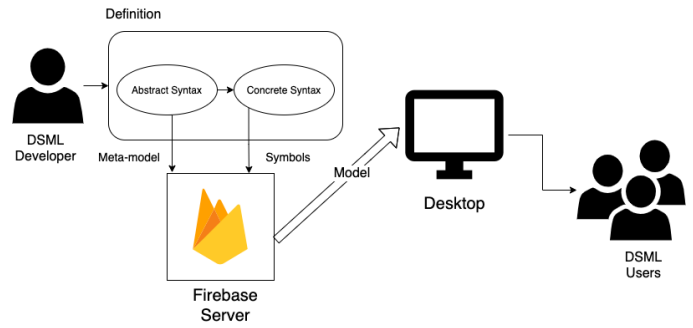 Definition
Abstract Syntax
Concrete Syntax
DSML
Developer
Meta-model
Symbols
Model
Desktop
DSML
Users
Firebase
Server